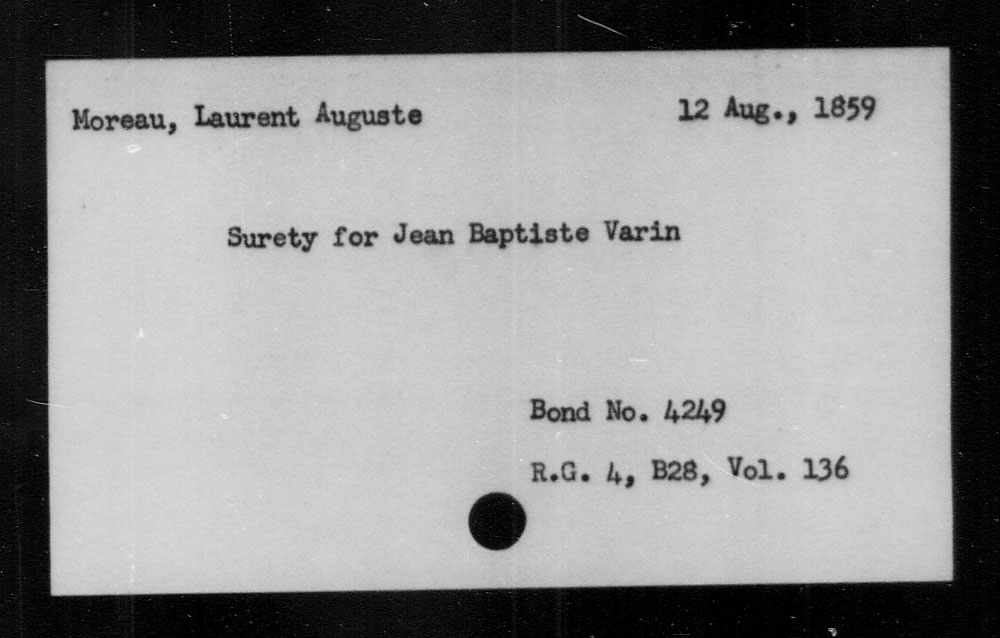 Moreau, Laurent Auguste 12 Aug., 1859
Surety for Jean Baptiste Varin
Bond No. 4249
R.G. 4, B28, Vol. 136